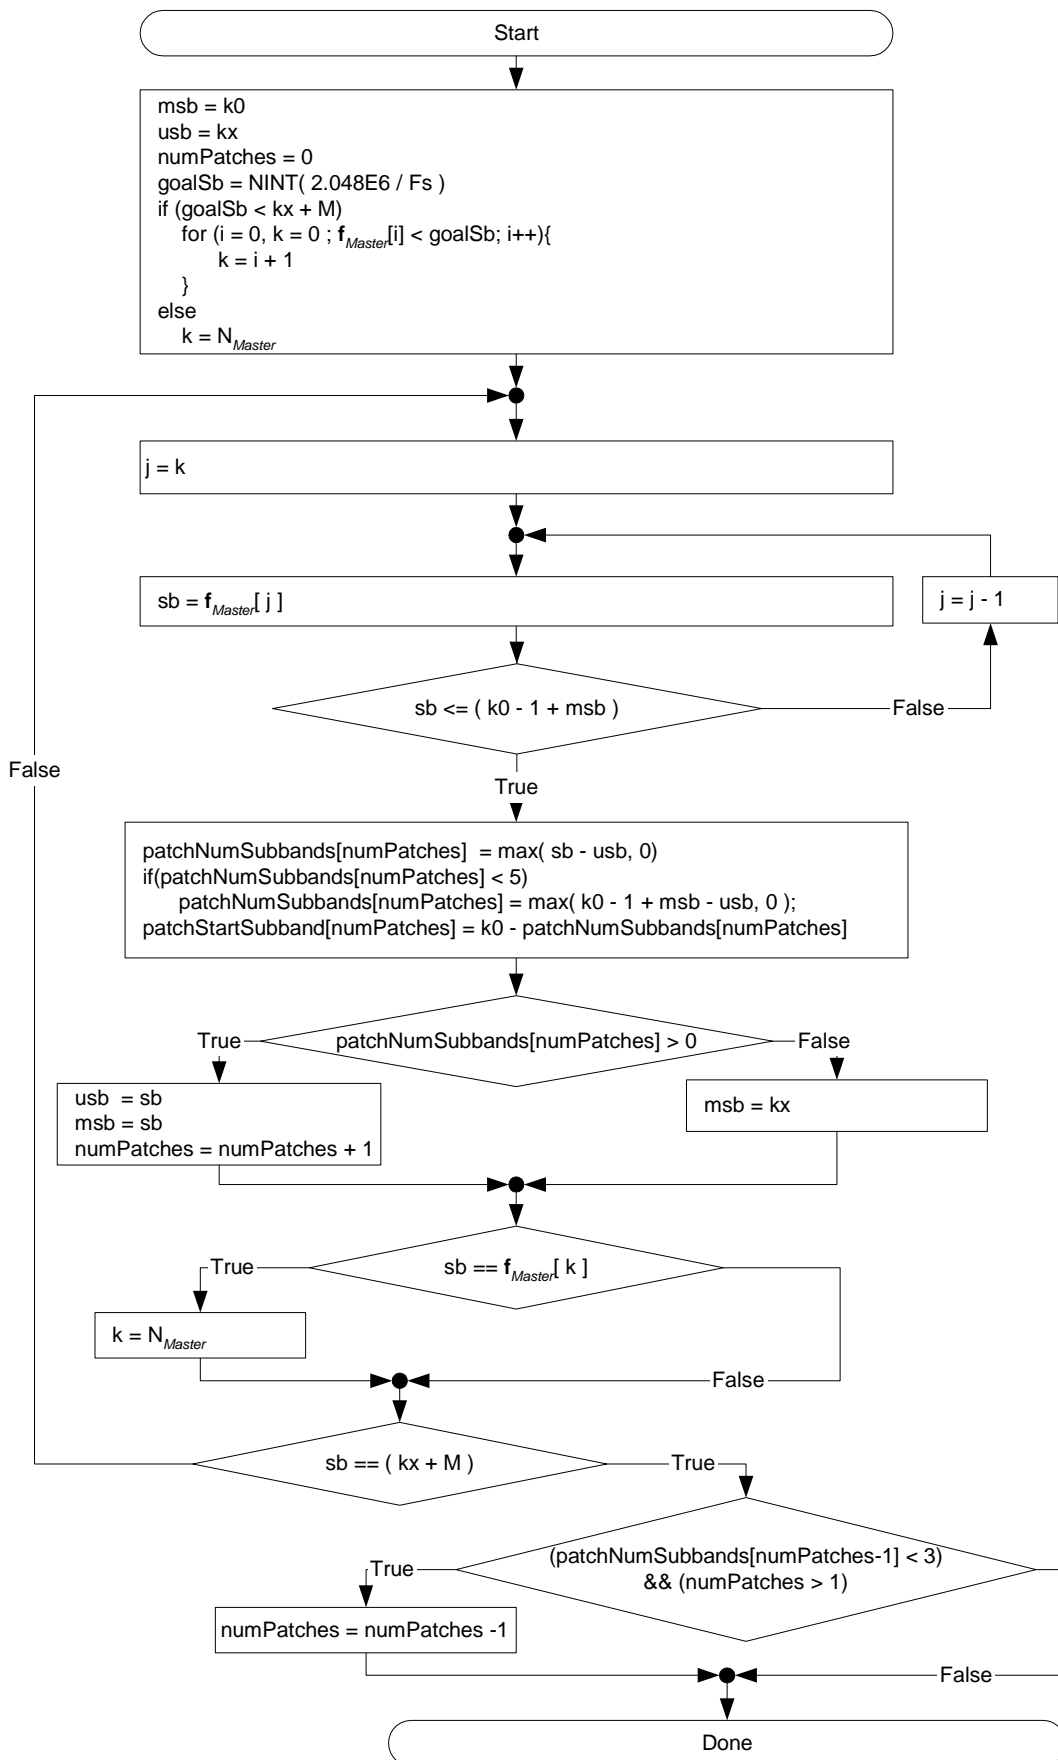 Start
msb = k0
usb = kx
numPatches = 0
goalSb = NINT( 2.048E6 / Fs )
if (goalSb < kx + M)
for (i = 0, k = 0 ; fMaster[i] < goalSb; i++){
k = i + 1
}
else
k = NMaster
j = k
sb = fMaster[ j ]
j = j - 1
sb <= ( k0 - 1 + msb )
False
False
True
patchNumSubbands[numPatches] = max( sb - usb, 0)
if(patchNumSubbands[numPatches] < 5)
patchNumSubbands[numPatches] = max( k0 - 1 + msb - usb, 0 );
patchStartSubband[numPatches] = k0 - patchNumSubbands[numPatches]
True
patchNumSubbands[numPatches] > 0
False
usb = sb
msb = sb
numPatches = numPatches + 1
msb = kx
True
sb == fMaster[ k ]
k = NMaster
False
sb == ( kx + M )
True
(patchNumSubbands[numPatches-1] < 3)
&& (numPatches > 1)
True
numPatches = numPatches -1
False
Done